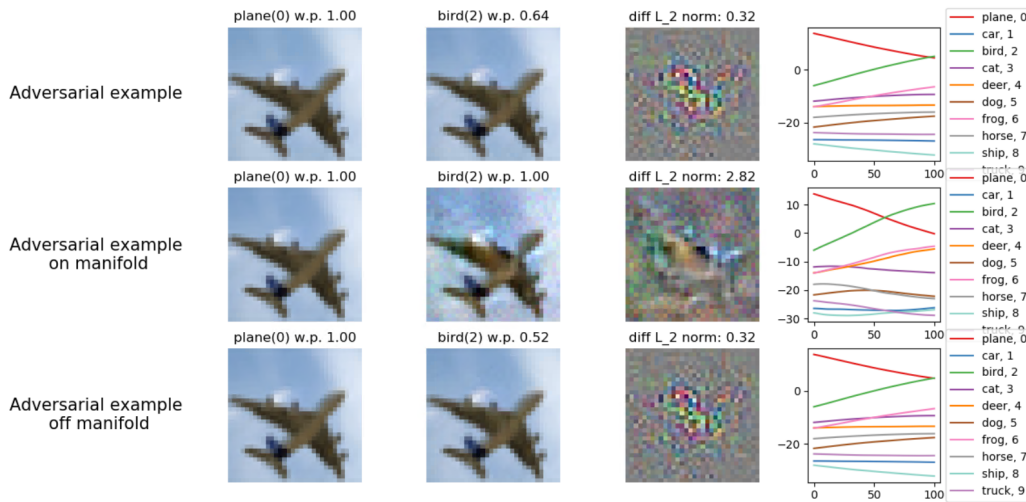 plane(0) w.p. 1.00
bird(2) w.p. 0.64
diff L_2 norm: 0.32
Adversarial example
0
-20
0
50
100
plane, 0
car, 1
bird, 2
cat, 3
deer, 4
dog, 5
frog, 6
horse, 7
ship, 8
truck, 9
plane(0) w.p. 1.00
bird(2) w.p. 1.00
diff L_2 norm: 2.82
Adversarial example
on manifold
10
0
-10
-20
-30
0
50
100
plane, 0
car, 1
bird, 2
cat, 3
deer, 4
dog, 5
frog, 6
horse, 7
ship, 8
truck, 9
plane(0) w.p. 1.00
bird(2) w.p. 0.52
diff L_2 norm: 0.32
Adversarial example
off manifold
0
-20
0
50
100
plane, 0
car, 1
bird, 2
cat, 3
deer, 4
dog, 5
frog, 6
horse, 7
ship, 8
truck, 9